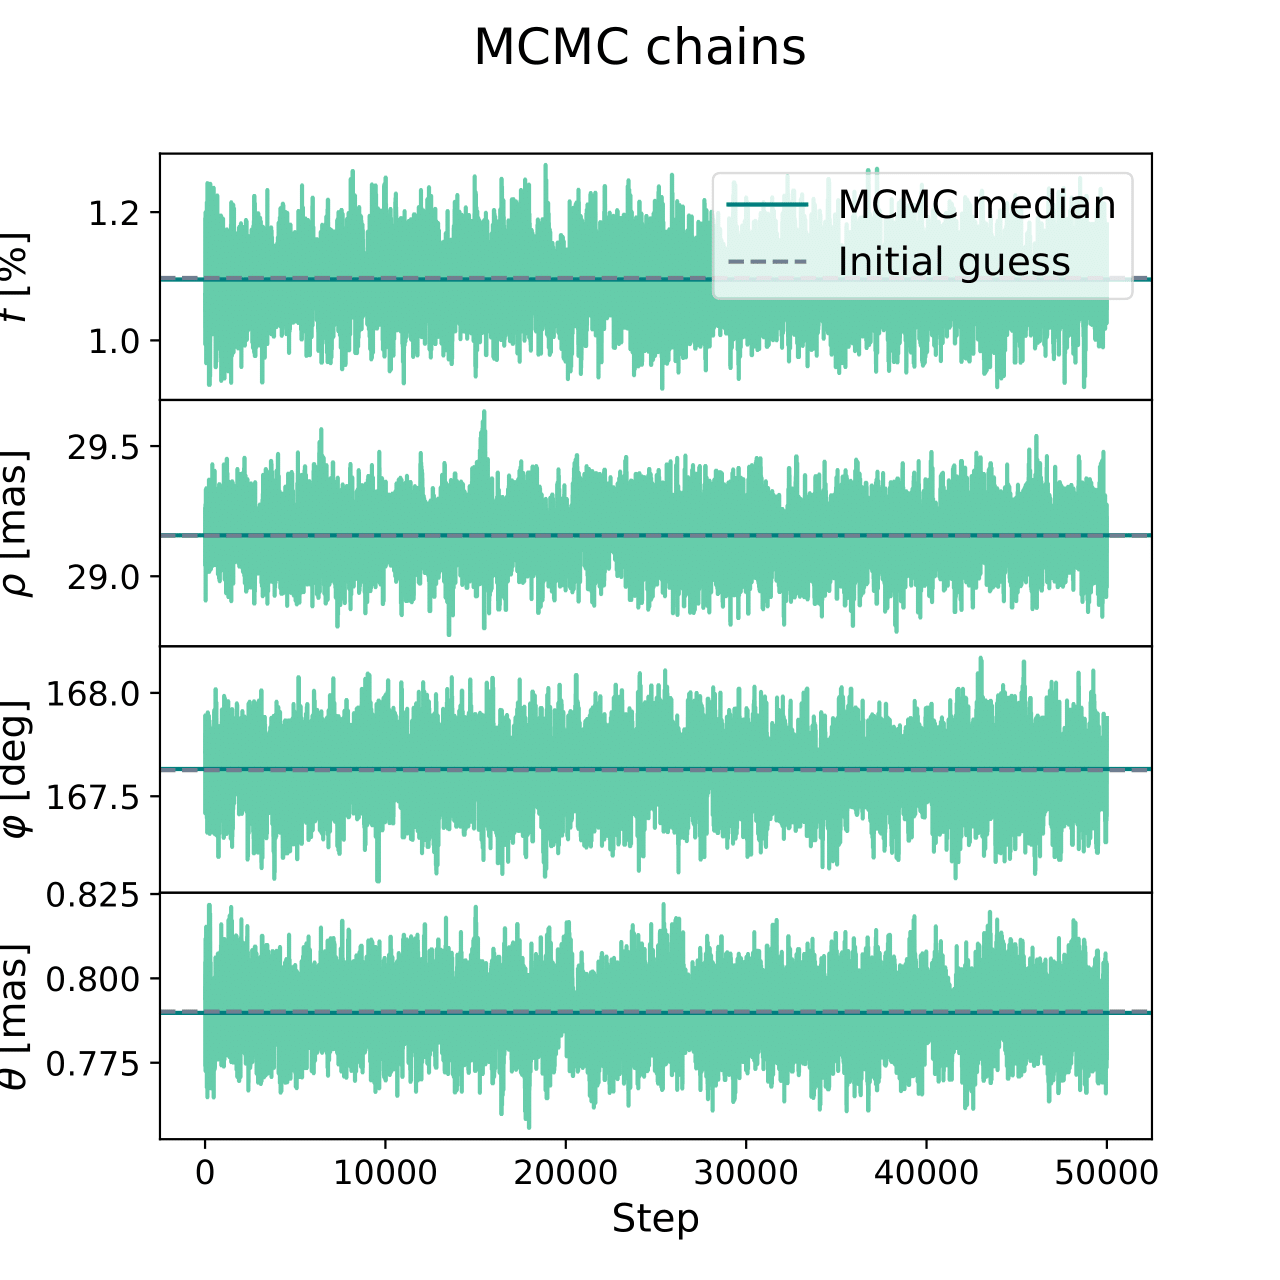 MCMC chains
f [%]
1.2
1.0
MCMC median
Initial guess
ρ [mas]
29.5
29.0
φ [deg]
168.0
167.5
θ [mas]
0.825
0.800
0.775
0 10000 20000 30000 40000 50000
Step